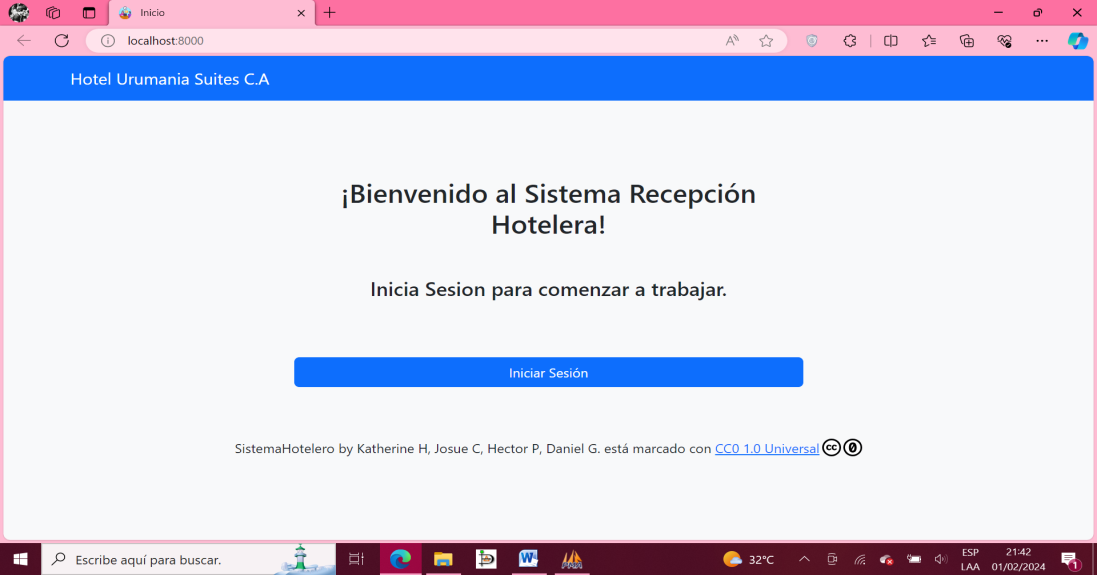 Inicio
localhost:8000
Hotel Urumania Suites C.A
¡Bienvenido al Sistema Recepción
Hotelera!
Inicia Sesion para comenzar a trabajar.
Iniciar Sesión
SistemaHotelero by Katherine H, Josue C, Hector P, Daniel G. está marcado con CC0 1.0 Universal
Escribe aquí para buscar.
32°C
ESP
LAA
21:42
01/02/2024
1